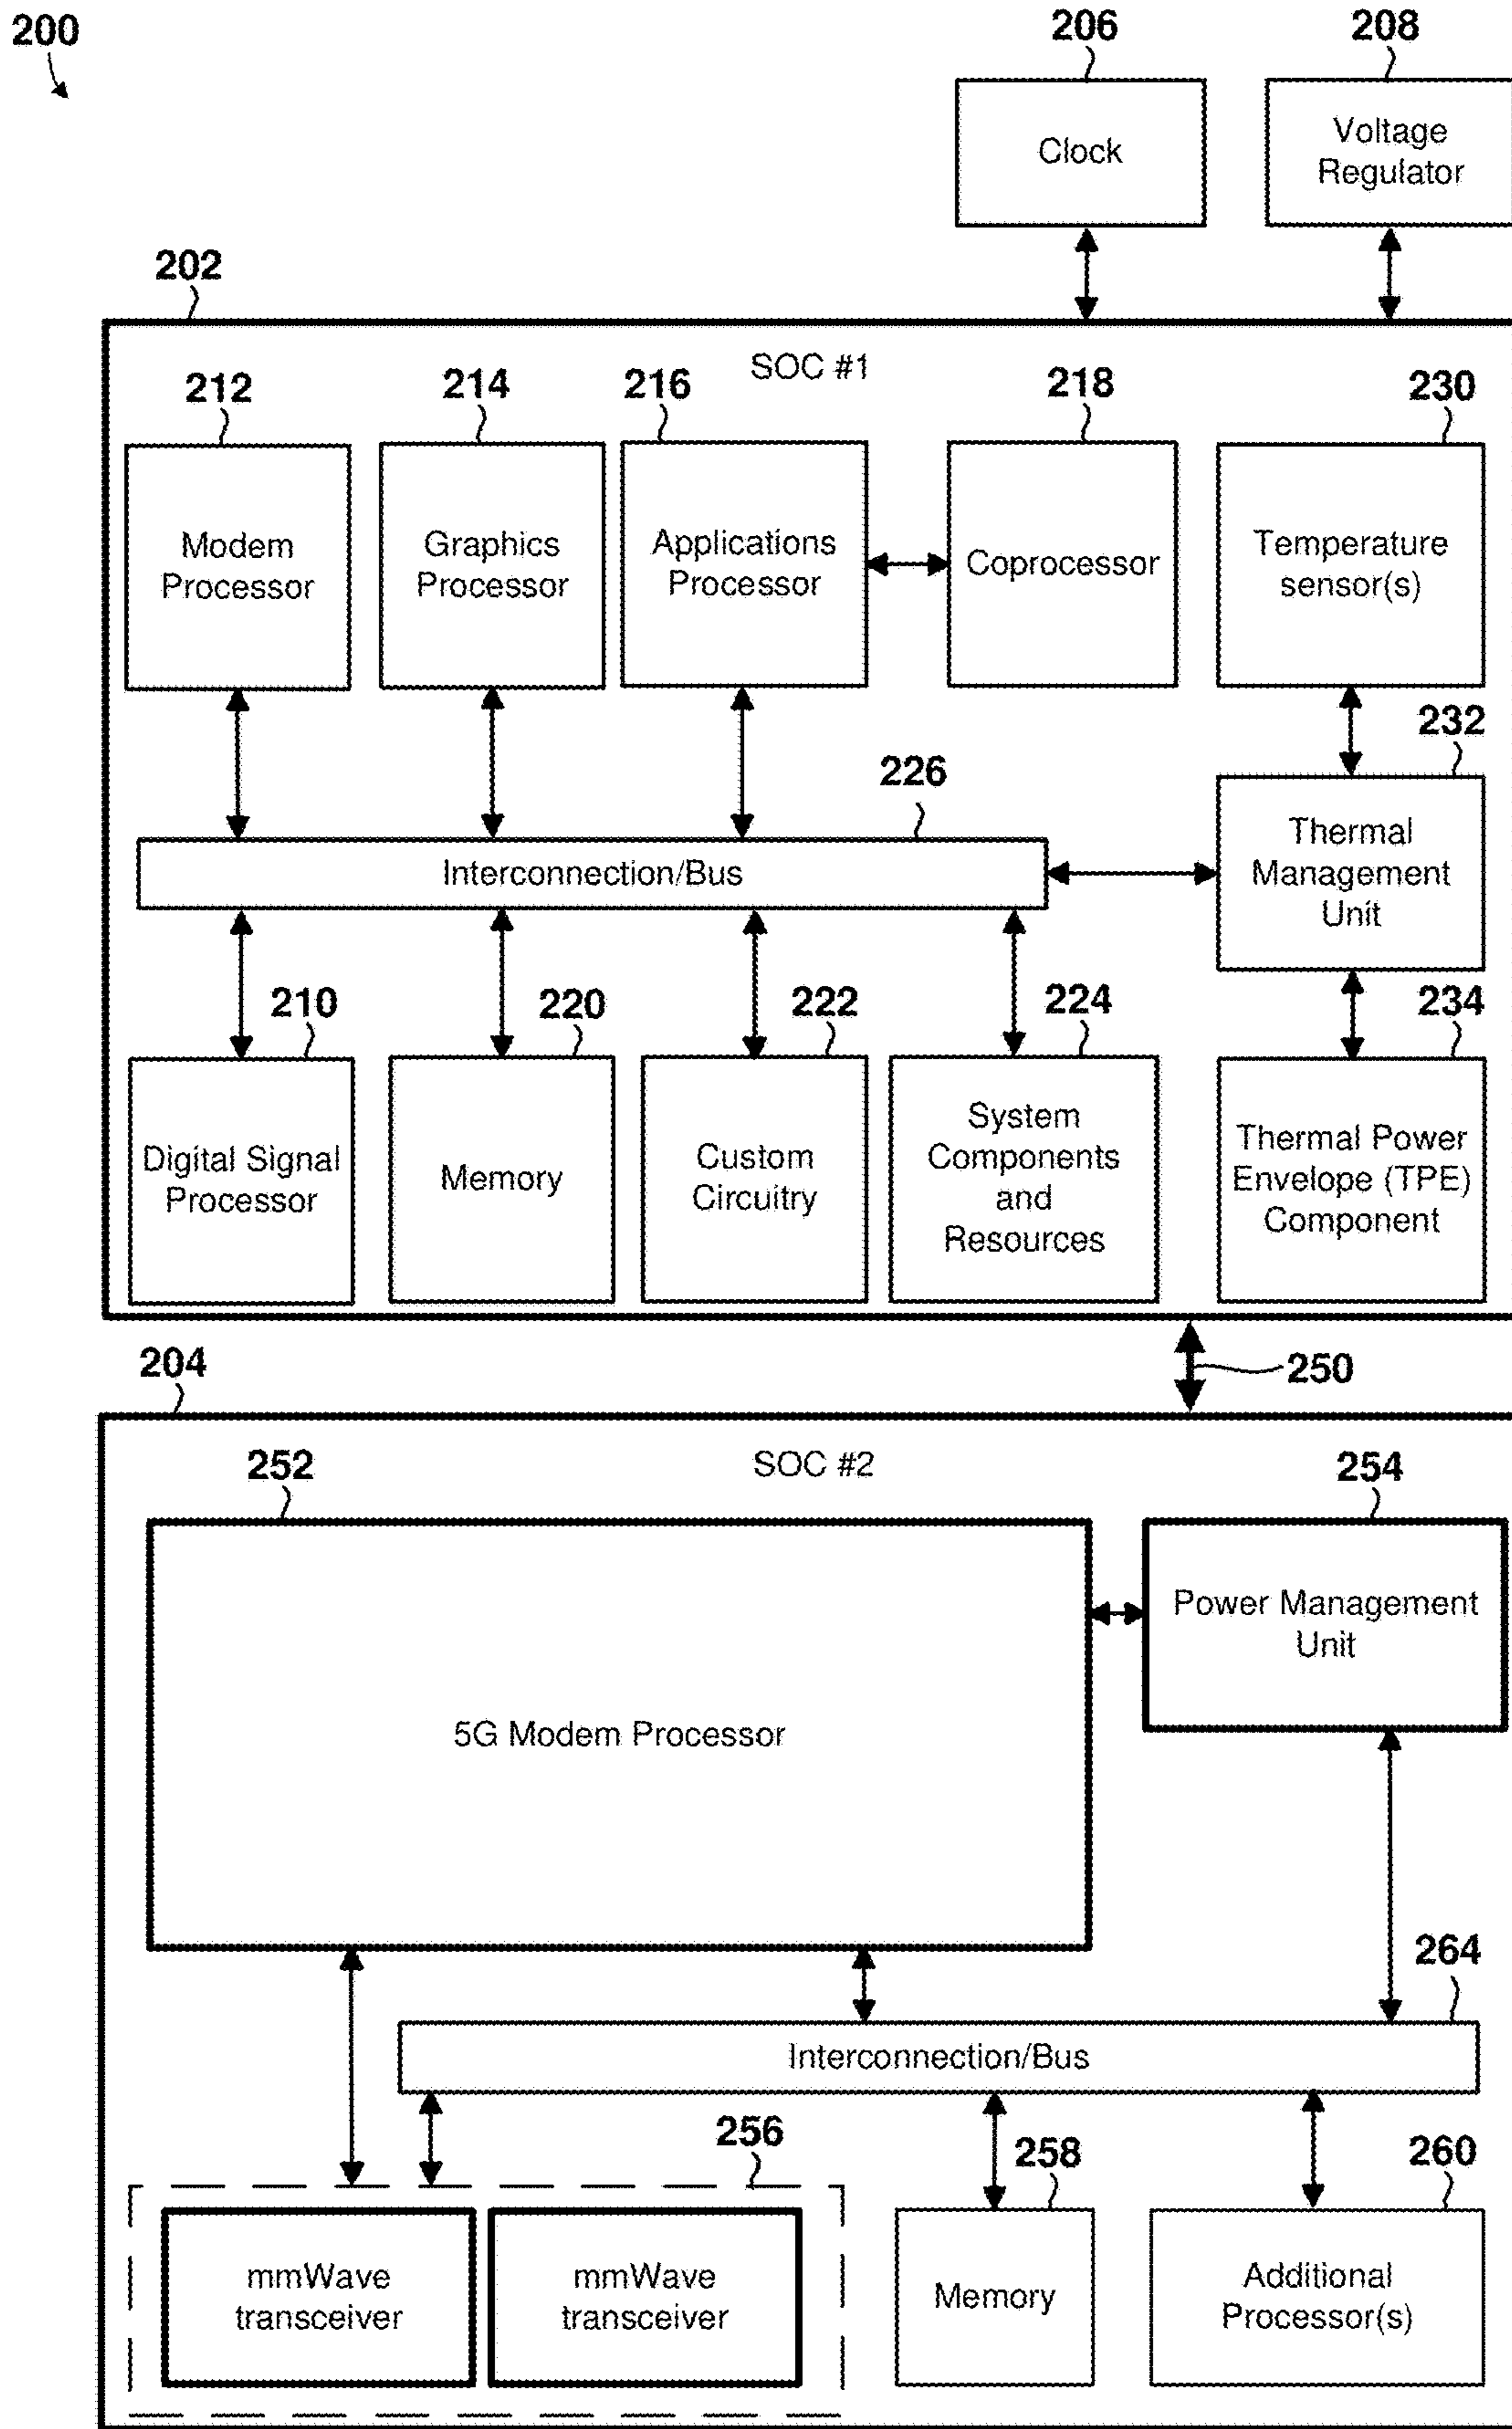 200
206
208
Clock
Voltage
Regulator
202
SOC #1
212
214
216
218
230
Modem
Processor
Graphics
Processor
Applications
Processor
Coprocessor
Temperature
sensor(s)
232
226
Interconnection/Bus
Thermal
Management
Unit
210
220
222
224
234
Digital Signal
Processor
Memory
Custom
Circuitry
System
Components
and
Resources
Thermal Power
Envelope (TPE)
Component
204
250
SOC #2
252
254
5G Modem Processor
Power Management
Unit
264
Interconnection/Bus
256
258
260
mmWave
transceiver
mmWave
transceiver
Memory
Additional
Processor(s)